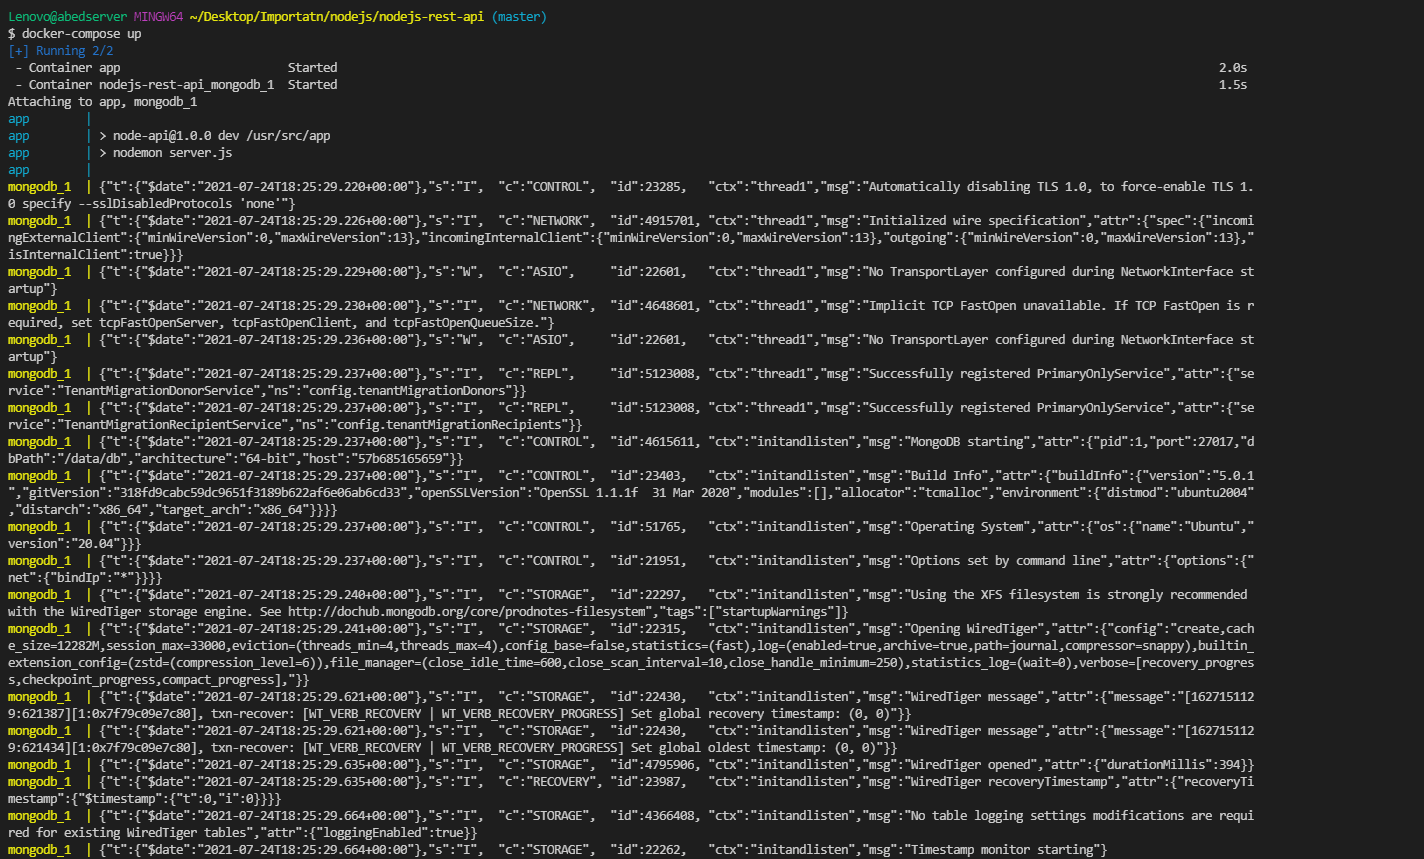 Lenovo@abedserver MINGW64 ~/Desktop/Importatn/nodejs/nodejs-rest-api (master)
$ docker-compose up
[+] Running 2/2
 - Container app                        Started                                                                                                                              2.0s
 - Container nodejs-rest-api_mongodb_1  Started                                                                                                                              1.5s
Attaching to app, mongodb_1
app        |
app        | > node-api@1.0.0 dev /usr/src/app
app        | > nodemon server.js
app        |
mongodb_1  | {"t":{"$date":"2021-07-24T18:25:29.220+00:00"},"s":"I",  "c":"CONTROL",  "id":23285,   "ctx":"thread1","msg":"Automatically disabling TLS 1.0, to force-enable TLS 1.
0 specify --sslDisabledProtocols 'none'"}
mongodb_1  | {"t":{"$date":"2021-07-24T18:25:29.226+00:00"},"s":"I",  "c":"NETWORK",  "id":4915701, "ctx":"thread1","msg":"Initialized wire specification","attr":{"spec":{"incomi
ngExternalClient":{"minWireVersion":0,"maxWireVersion":13},"incomingInternalClient":{"minWireVersion":0,"maxWireVersion":13},"outgoing":{"minWireVersion":0,"maxWireVersion":13},"
isInternalClient":true}}}
mongodb_1  | {"t":{"$date":"2021-07-24T18:25:29.229+00:00"},"s":"W",  "c":"ASIO",     "id":22601,   "ctx":"thread1","msg":"No TransportLayer configured during NetworkInterface st
artup"}
mongodb_1  | {"t":{"$date":"2021-07-24T18:25:29.230+00:00"},"s":"I",  "c":"NETWORK",  "id":4648601, "ctx":"thread1","msg":"Implicit TCP FastOpen unavailable. If TCP FastOpen is r
equired, set tcpFastOpenServer, tcpFastOpenClient, and tcpFastOpenQueueSize."}
mongodb_1  | {"t":{"$date":"2021-07-24T18:25:29.236+00:00"},"s":"W",  "c":"ASIO",     "id":22601,   "ctx":"thread1","msg":"No TransportLayer configured during NetworkInterface st
artup"}
mongodb_1  | {"t":{"$date":"2021-07-24T18:25:29.237+00:00"},"s":"I",  "c":"REPL",     "id":5123008, "ctx":"thread1","msg":"Successfully registered PrimaryOnlyService","attr":{"se
rvice":"TenantMigrationDonorService","ns":"config.tenantMigrationDonors"}}
mongodb_1  | {"t":{"$date":"2021-07-24T18:25:29.237+00:00"},"s":"I",  "c":"REPL",     "id":5123008, "ctx":"thread1","msg":"Successfully registered PrimaryOnlyService","attr":{"se
rvice":"TenantMigrationRecipientService","ns":"config.tenantMigrationRecipients"}}
mongodb_1  | {"t":{"$date":"2021-07-24T18:25:29.237+00:00"},"s":"I",  "c":"CONTROL",  "id":4615611, "ctx":"initandlisten","msg":"MongoDB starting","attr":{"pid":1,"port":27017,"d
bPath":"/data/db","architecture":"64-bit","host":"57b685165659"}}
mongodb_1  | {"t":{"$date":"2021-07-24T18:25:29.237+00:00"},"s":"I",  "c":"CONTROL",  "id":23403,   "ctx":"initandlisten","msg":"Build Info","attr":{"buildInfo":{"version":"5.0.1
","gitVersion":"318fd9cabc59dc9651f3189b622af6e06ab6cd33","openSSLVersion":"OpenSSL 1.1.1f  31 Mar 2020","modules":[],"allocator":"tcmalloc","environment":{"distmod":"ubuntu2004"
,"distarch":"x86_64","target_arch":"x86_64"}}}}
mongodb_1  | {"t":{"$date":"2021-07-24T18:25:29.237+00:00"},"s":"I",  "c":"CONTROL",  "id":51765,   "ctx":"initandlisten","msg":"Operating System","attr":{"os":{"name":"Ubuntu","
version":"20.04"}}}
mongodb_1  | {"t":{"$date":"2021-07-24T18:25:29.237+00:00"},"s":"I",  "c":"CONTROL",  "id":21951,   "ctx":"initandlisten","msg":"Options set by command line","attr":{"options":{"
net":{"bindIp":"*"}}}}
mongodb_1  | {"t":{"$date":"2021-07-24T18:25:29.240+00:00"},"s":"I",  "c":"STORAGE",  "id":22297,   "ctx":"initandlisten","msg":"Using the XFS filesystem is strongly recommended
with the WiredTiger storage engine. See http://dochub.mongodb.org/core/prodnotes-filesystem","tags":["startupWarnings"]}
mongodb_1  | {"t":{"$date":"2021-07-24T18:25:29.241+00:00"},"s":"I",  "c":"STORAGE",  "id":22315,   "ctx":"initandlisten","msg":"Opening WiredTiger","attr":{"config":"create,cach
e_size=12282M,session_max=33000,eviction=(threads_min=4,threads_max=4),config_base=false,statistics=(fast),log=(enabled=true,archive=true,path=journal,compressor=snappy),builtin_
extension_config=(zstd=(compression_level=6)),file_manager=(close_idle_time=600,close_scan_interval=10,close_handle_minimum=250),statistics_log=(wait=0),verbose=[recovery_progres
s,checkpoint_progress,compact_progress],"}}
mongodb_1  | {"t":{"$date":"2021-07-24T18:25:29.621+00:00"},"s":"I",  "c":"STORAGE",  "id":22430,   "ctx":"initandlisten","msg":"WiredTiger message","attr":{"message":"[162715112
9:621387][1:0x7f79c09e7c80], txn-recover: [WT_VERB_RECOVERY | WT_VERB_RECOVERY_PROGRESS] Set global recovery timestamp: (0, 0)"}}
mongodb_1  | {"t":{"$date":"2021-07-24T18:25:29.621+00:00"},"s":"I",  "c":"STORAGE",  "id":22430,   "ctx":"initandlisten","msg":"WiredTiger message","attr":{"message":"[162715112
9:621434][1:0x7f79c09e7c80], txn-recover: [WT_VERB_RECOVERY | WT_VERB_RECOVERY_PROGRESS] Set global oldest timestamp: (0, 0)"}}
mongodb_1  | {"t":{"$date":"2021-07-24T18:25:29.635+00:00"},"s":"I",  "c":"STORAGE",  "id":4795906, "ctx":"initandlisten","msg":"WiredTiger opened","attr":{"durationMillis":394}}
mongodb_1  | {"t":{"$date":"2021-07-24T18:25:29.635+00:00"},"s":"I",  "c":"RECOVERY", "id":23987,   "ctx":"initandlisten","msg":"WiredTiger recoveryTimestamp","attr":{"recoveryTi
mestamp":{"$timestamp":{"t":0,"i":0}}}}
mongodb_1  | {"t":{"$date":"2021-07-24T18:25:29.664+00:00"},"s":"I",  "c":"STORAGE",  "id":4366408, "ctx":"initandlisten","msg":"No table logging settings modifications are requi
red for existing WiredTiger tables","attr":{"loggingEnabled":true}}
mongodb_1  | {"t":{"$date":"2021-07-24T18:25:29.664+00:00"},"s":"I",  "c":"STORAGE",  "id":22262,   "ctx":"initandlisten","msg":"Timestamp monitor starting"}